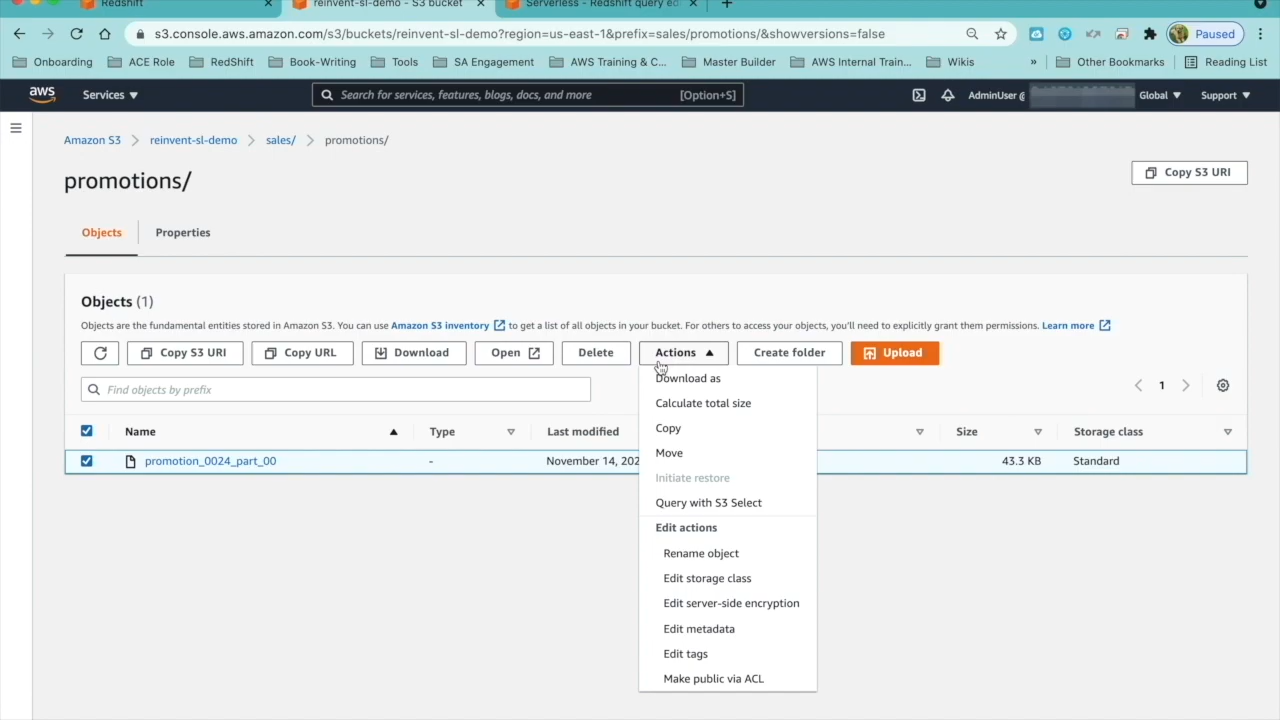 Redshift × reinvent-sl-demo - S3 bucket × Serverless - Redshift query edi × +
s3.console.aws.amazon.com/s3/buckets/reinvent-sl-demo?region=us-east-1&prefix=sales/promotions/&showversions=false Paused
Onboarding ACE Role RedShift Book-Writing Tools SA Engagement AWS Training & C... Master Builder AWS Internal Train... Wikis » Other Bookmarks Reading List
aws Services Search for services, features, blogs, docs, and more [Option+S] AdminUser @ Global Support
Amazon S3 reinvent-sl-demo sales/ promotions/
promotions/ Copy S3 URI
Objects Properties
Objects (1)
Objects are the fundamental entities stored in Amazon S3. You can use Amazon S3 inventory to get a list of all objects in your bucket. For others to access your objects, you'll need to explicitly grant them permissions. Learn more
Copy S3 URI Copy URL Download Open Delete Actions Create folder Upload
Download as
Find objects by prefix 1
Calculate total size
Copy
Name Type Last modified Size Storage class
Move
promotion_0024_part_00 - November 14, 202 43.3 KB Standard
Initiate restore
Query with S3 Select
Edit actions
Rename object
Edit storage class
Edit server-side encryption
Edit metadata
Edit tags
Make public via ACL